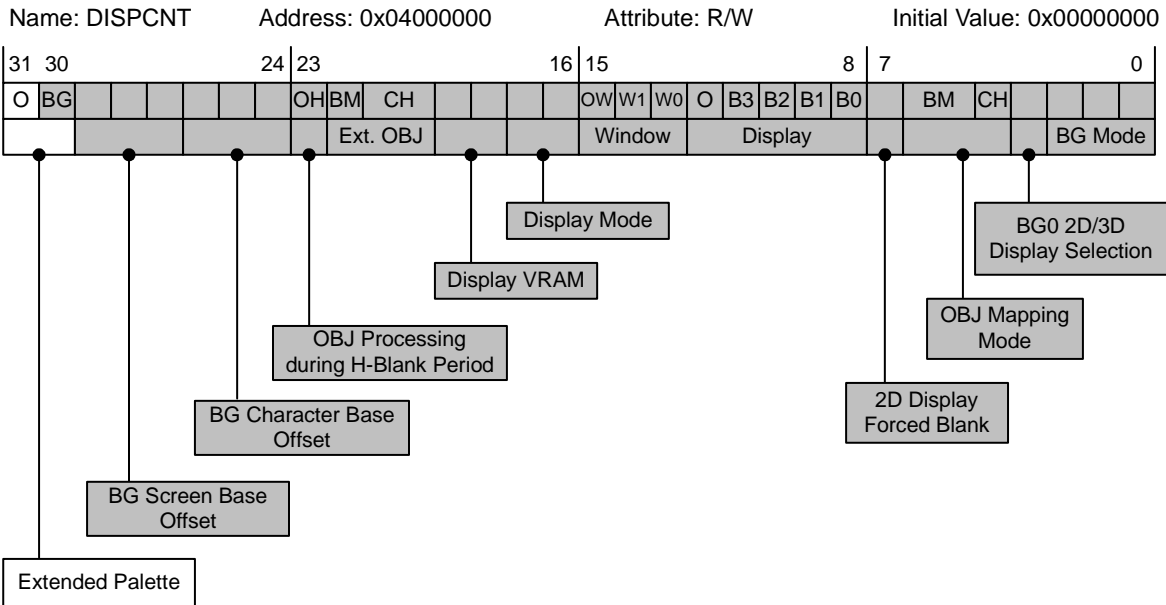 Name: DISPCNT Address: 0x04000000 Attribute: R/W Initial Value: 0x00000000
31 30 24 23 16 15 8 7 0
O BG OH BM CH OW W1 W0 O B3 B2 B1 B0 BM CH
Ext. OBJ Window Display BG Mode
Display Mode
BG0 2D/3D
Display Selection
Display VRAM
OBJ Mapping
Mode
OBJ Processing
during H-Blank Period
2D Display
Forced Blank
BG Character Base
Offset
BG Screen Base
Offset
Extended Palette